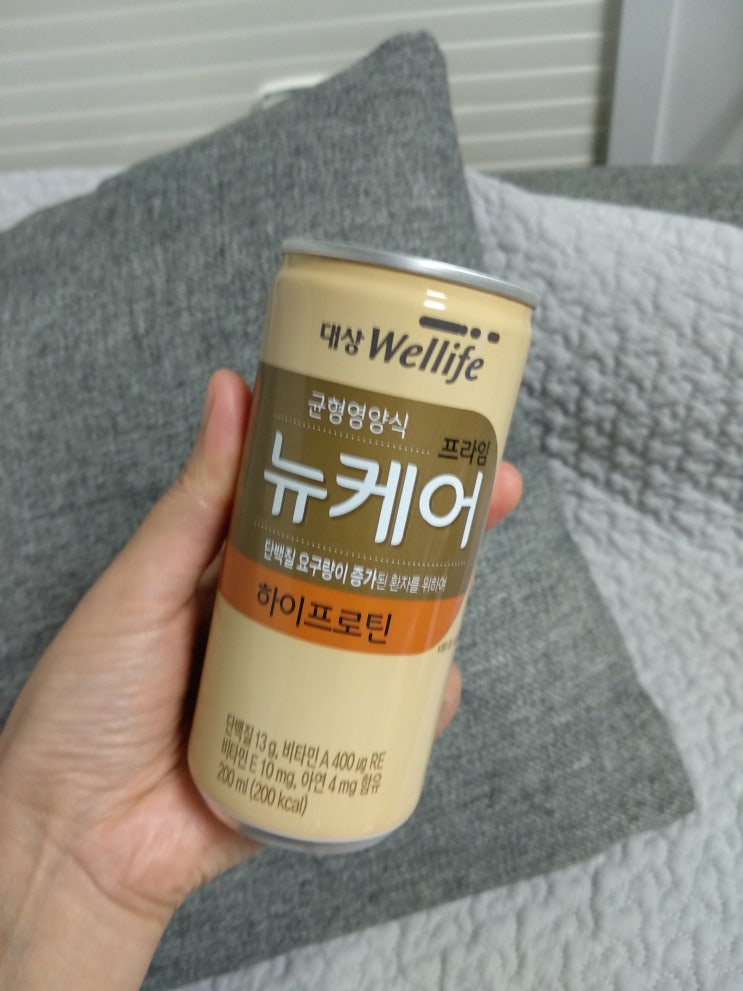 대상 Wellife
균형영양식
프라임
뉴케어
단백질 요구량이 증가된 환자를 위하여
하이프로틴
단백질 13 g, 비타민 A 400 ㎍ RE
비타민 E 10 mg, 아연 4 mg 함유
200 ml (200 kcal)